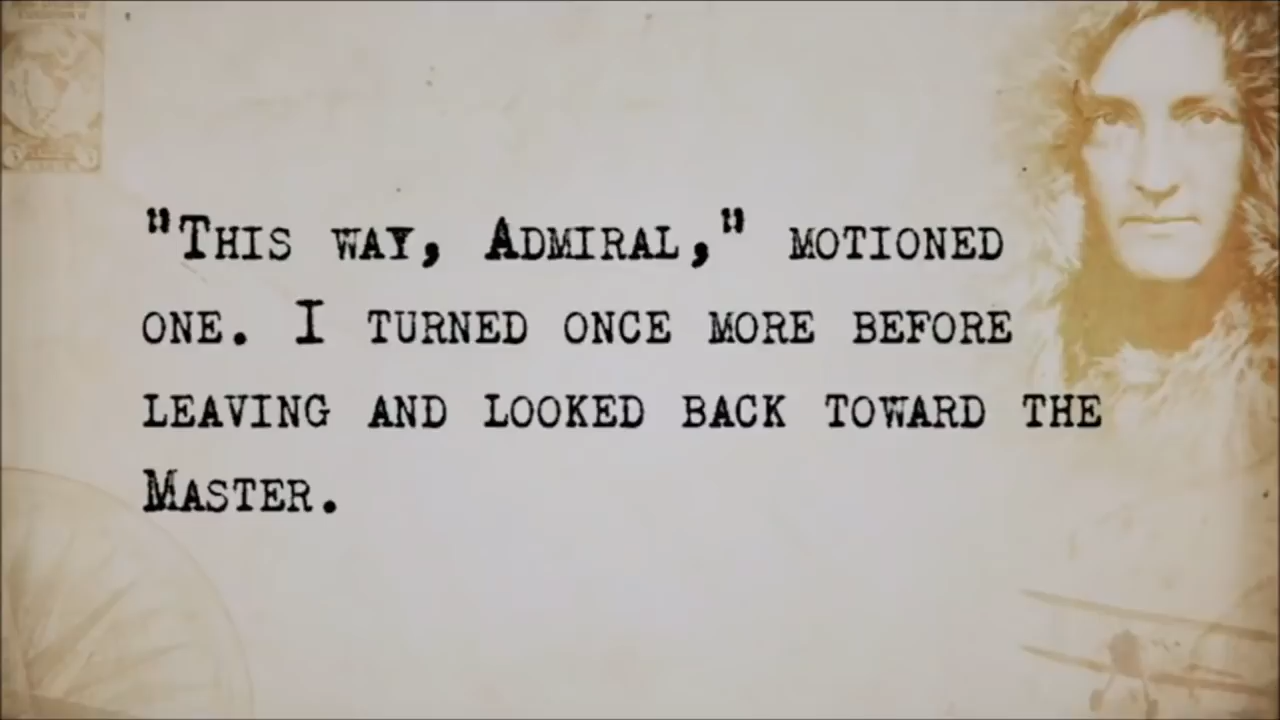 "This way, Admiral," motioned
one. I turned once more before
leaving and looked back toward the
Master.